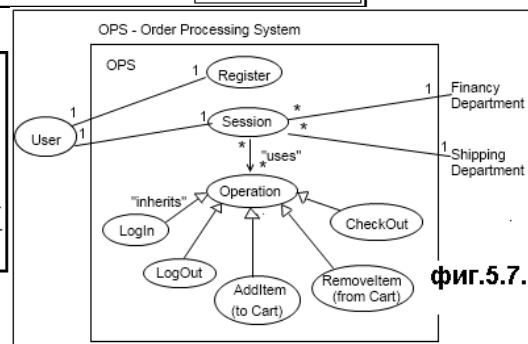 OPS - Order Processing System
OPS
Register
1
1
User
1
1
Session
*
*
1
Financy
Department
1
Shipping
Department
*
"uses"
*
Operation
"inherits"
LogIn
LogOut
AddItem
(to Cart)
RemoveItem
(from Cart)
CheckOut
фиг.5.7.